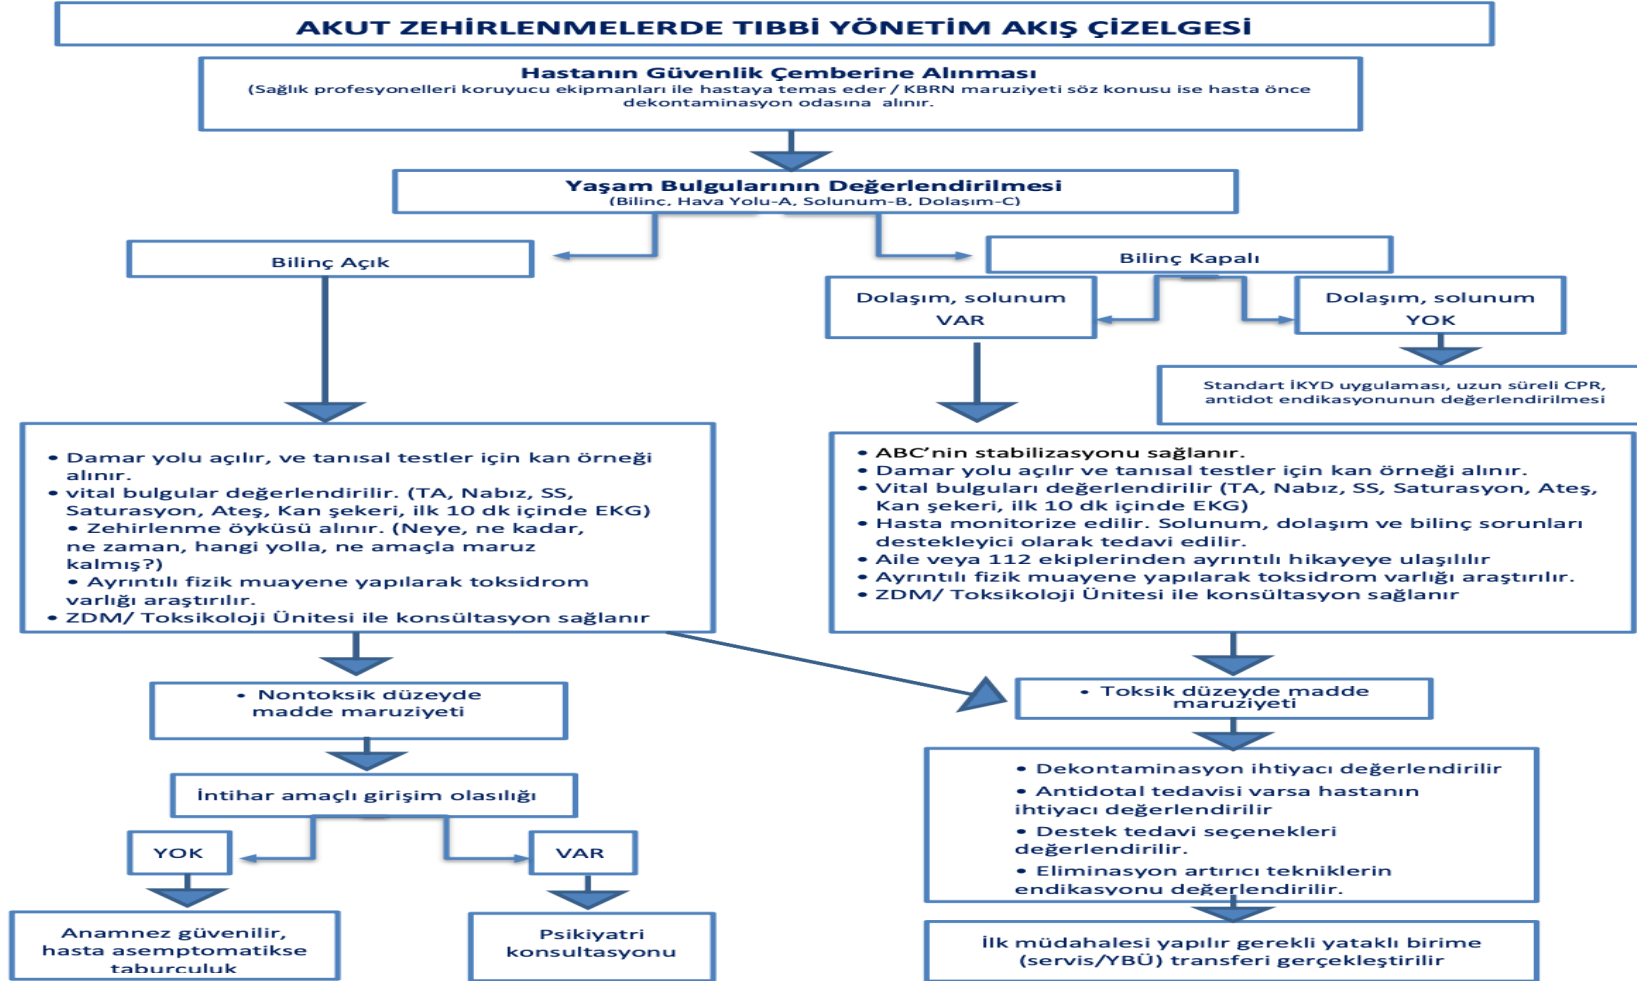 AKUT ZEHİRLENMELERDE TIBBİ YÖNETİM AKIŞ ÇİZELGESİ
Hastanın Güvenlik Çemberine Alınması
(Sağlık profesyonelleri koruyucu ekipmanları ile hastaya temas eder / KBRN maruziyeti söz konusu ise hasta önce
dekontaminasyon odasına alınır.
Yaşam Bulgularının Değerlendirilmesi
(Bilinç, Hava Yolu-A, Solunum-B, Dolaşım-C)
Bilinç Açık
Bilinç Kapalı
Dolaşım, solunum
VAR
Dolaşım, solunum
YOK
Standart İKYD uygulaması, uzun süreli CPR,
antidot endikasyonunun değerlendirilmesi
• Damar yolu açılır, ve tanısal testler için kan örneği
alınır.
• vital bulgular değerlendirilir. (TA, Nabız, SS,
Saturasyon, Ateş, Kan şekeri, ilk 10 dk içinde EKG)
• Zehirlenme öyküsü alınır. (Neye, ne kadar,
ne zaman, hangi yolla, ne amaçla maruz
kalmış?)
• Ayrıntılı fizik muayene yapılarak toksidrom
varlığı araştırılır.
• ZDM/ Toksikoloji Ünitesi ile konsültasyon sağlanır
• ABC’nin stabilizasyonu sağlanır.
• Damar yolu açılır ve tanısal testler için kan örneği alınır.
• Vital bulguları değerlendirilir (TA, Nabız, SS, Saturasyon, Ateş,
Kan şekeri, ilk 10 dk içinde EKG)
• Hasta monitorize edilir. Solunum, dolaşım ve bilinç sorunları
destekleyici olarak tedavi edilir.
• Aile veya 112 ekiplerinden ayrıntılı hikayeye ulaşılılır
• Ayrıntılı fizik muayene yapılarak toksidrom varlığı araştırılır.
• ZDM/ Toksikoloji Ünitesi ile konsültasyon sağlanır
• Nontoksik düzeyde
madde maruziyeti
• Toksik düzeyde madde
maruziyeti
İntihar amaçlı girişim olasılığı
YOK
VAR
Anamnez güvenilir,
hasta asemptomatikse
taburculuk
Psikiyatri
konsultasyonu
• Dekontaminasyon ihtiyacı değerlendirilir
• Antidotal tedavisi varsa hastanın
ihtiyacı değerlendirilir
• Destek tedavi seçenekleri
değerlendirilir.
• Eliminasyon artırıcı tekniklerin
endikasyonu değerlendirilir.
İlk müdahalesi yapılır gerekli yataklı birime
(servis/YBÜ) transferi gerçekleştirilir